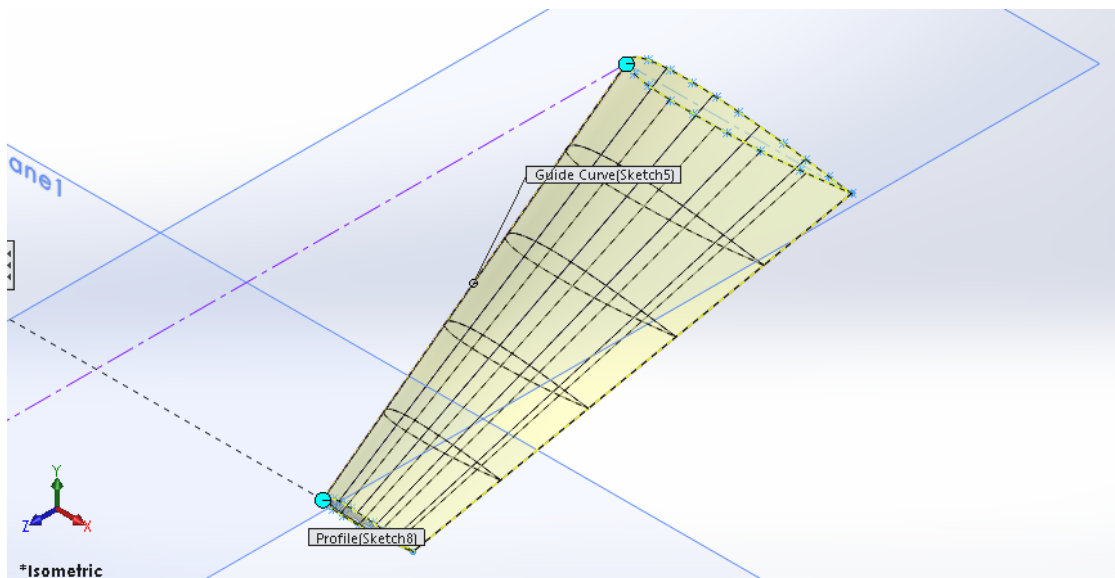 ane1
Guide Curve(Sketch5)
Profile(Sketch8)
Y
Z
X
*Isometric